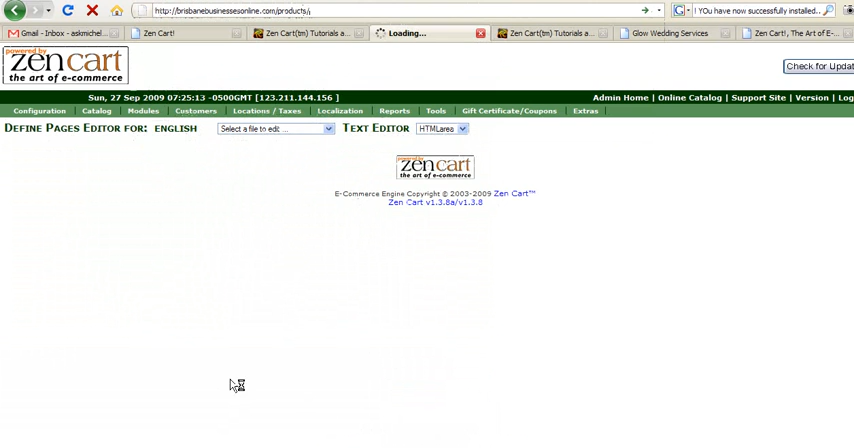 http://brisbanebusinessesonline.com/products/
! You have now successfully installed..
Gmail - Inbox - askmichel...
Zen Cart!
Zen Cart(tm) Tutorials a...
Loading...
Zen Cart(tm) Tutorials a...
Glow Wedding Services
Zen Cart!, The Art of E-...
powered by
zen cart
the art of e-commerce
Check for Updat
Sun, 27 Sep 2009 07:25:13 -0500GMT [123.211.144.156 ]
Admin Home | Online Catalog | Support Site | Version | Log
Configuration Catalog Modules Customers Locations / Taxes Localization Reports Tools Gift Certificate/Coupons Extras
DEFINE PAGES EDITOR FOR: ENGLISH Select a file to edit ... TEXT EDITOR HTMLarea
powered by
zen cart
the art of e-commerce
E-Commerce Engine Copyright © 2003-2009 Zen Cart™
Zen Cart v1.3.8a/v1.3.8